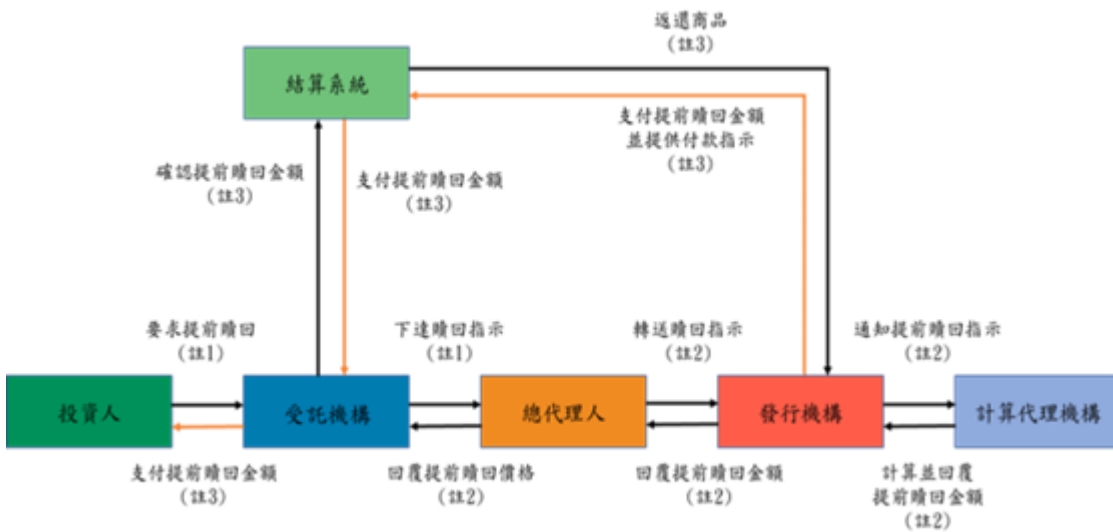 返還商品
(註3)
結算系統
支付提前贖回金額
並提供付款指示
(註3)
確認提前贖回金額
(註3)
支付提前贖回金額
(註3)
要求提前贖回
(註1)
下達贖回指示
(註1)
轉送贖回指示
(註2)
通知提前贖回指示
(註2)
投資人
受託機構
總代理人
發行機構
計算代理機構
支付提前贖回金額
(註3)
回覆提前贖回價格
(註2)
回覆提前贖回金額
(註2)
計算並回覆
提前贖回金額
(註2)